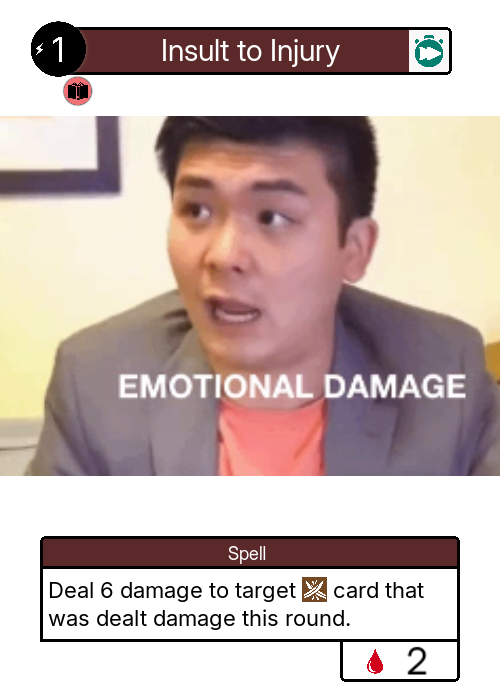 1
Insult to Injury
EMOTIONAL DAMAGE
Spell
Deal 6 damage to target card that
was dealt damage this round.
2